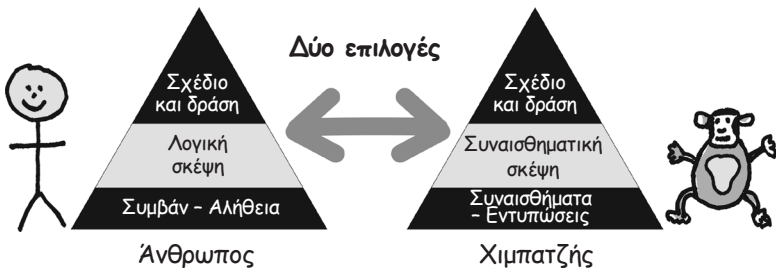 Δύο επιλογές
Σχέδιο
και δράση
Λογική
σκέψη
Συμβάν – Αλήθεια
Άνθρωπος
Σχέδιο
και δράση
Συναισθηματική
σκέψη
Συναισθήματα
– Εντυπώσεις
Χιμπατζής